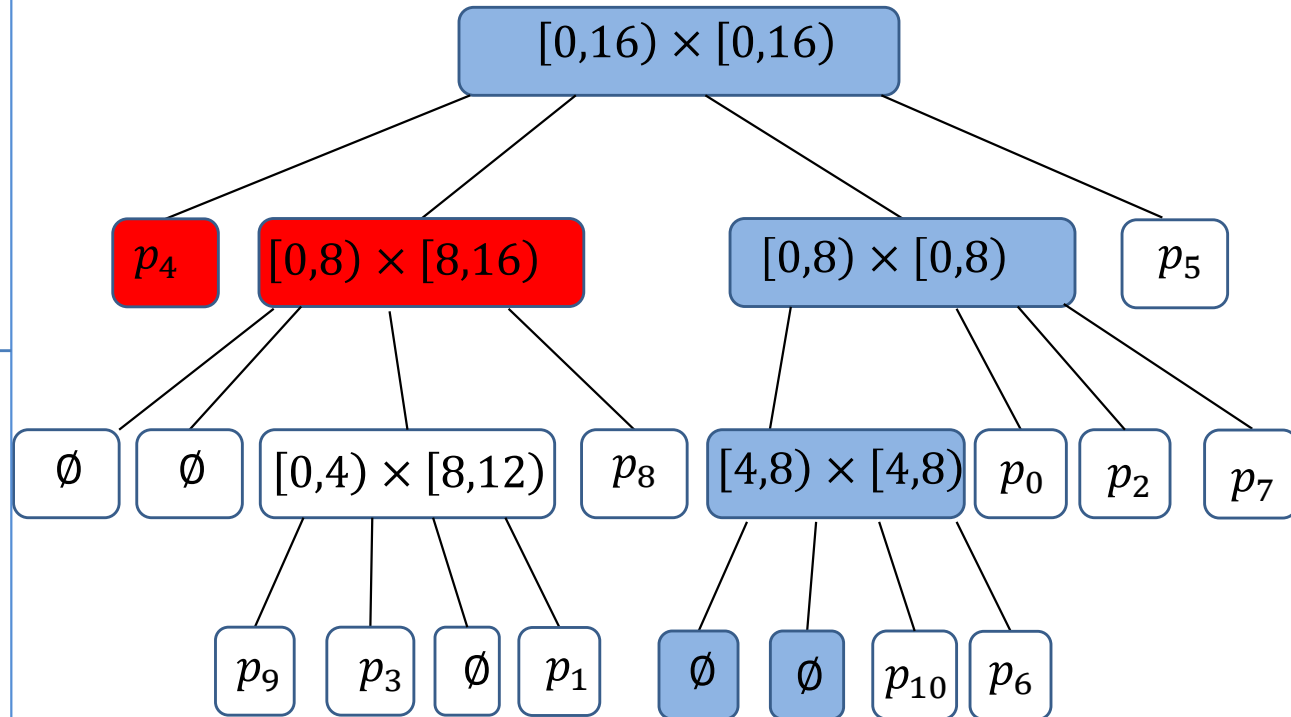 [0,16) × [0,16)
p₄ [0,8) × [8,16) [0,8) × [0,8) p₅
∅ ∅ [0,4) × [8,12) p₈ [4,8) × [4,8) p₀ p₂ p₇
p₉ p₃ ∅ p₁ ∅ ∅ p₁₀ p₆